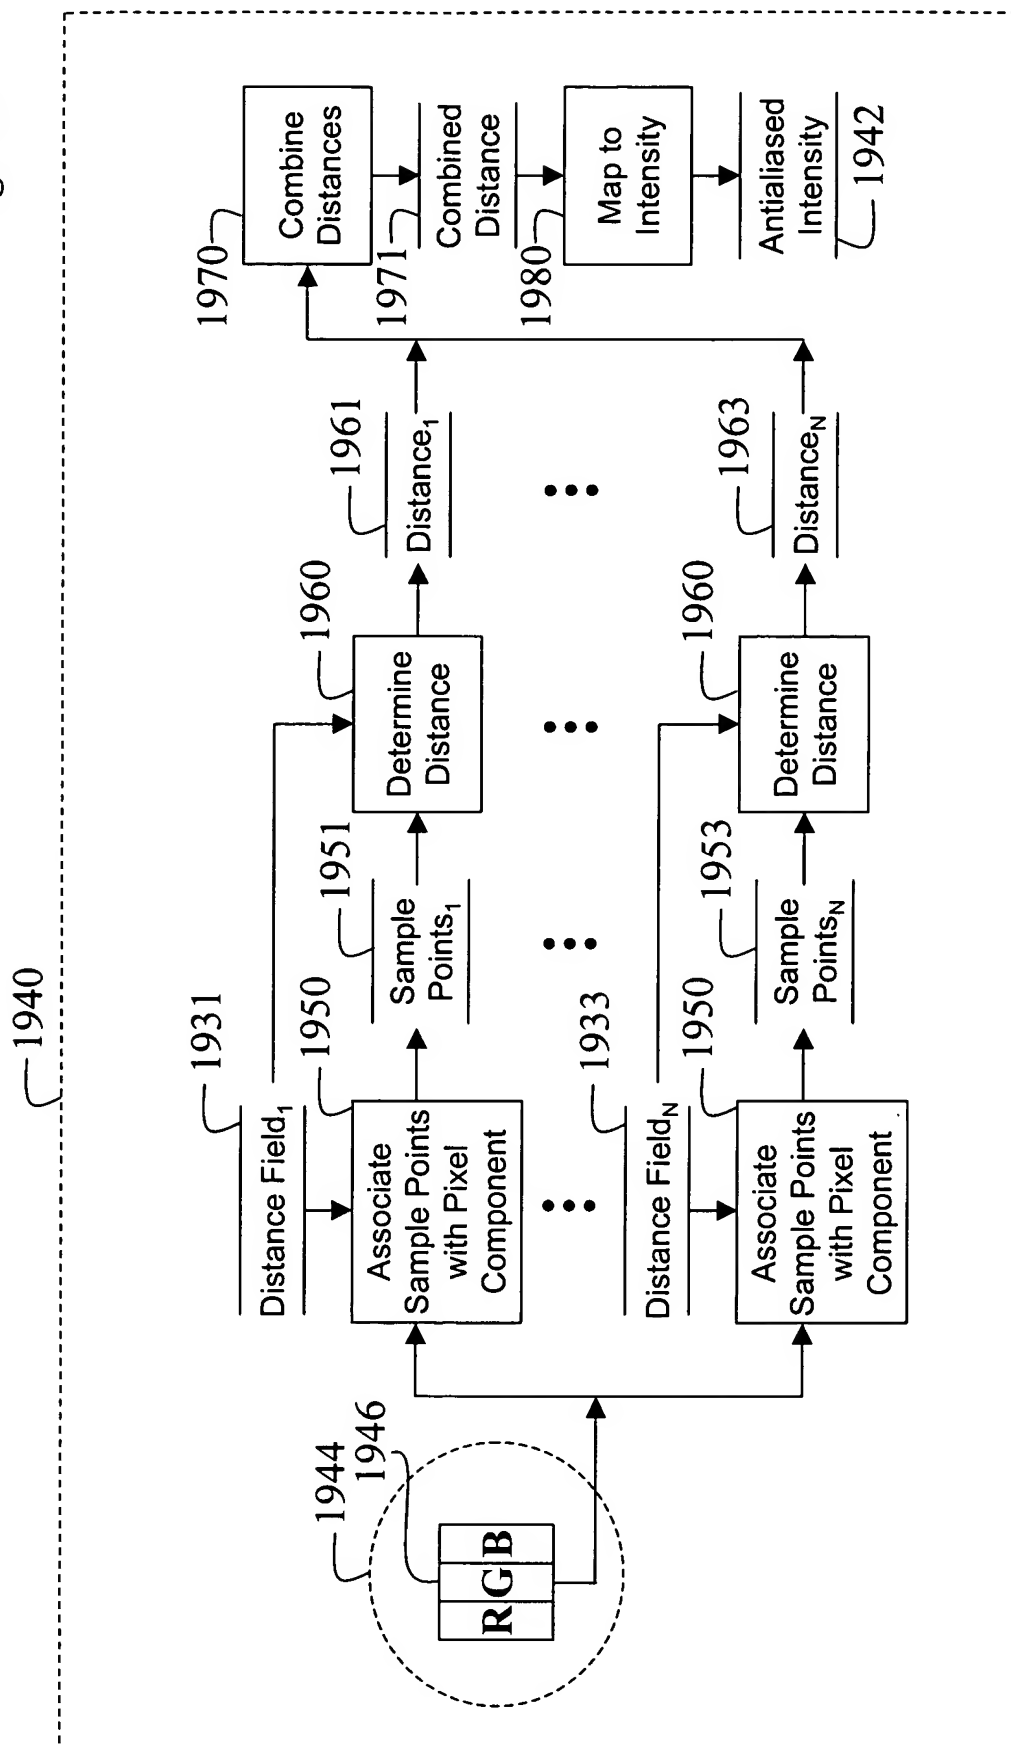 1940
1944
1946
R G B
1931
Distance Field1
1950
Associate
Sample Points
with Pixel
Component
1951
Sample
Points1
1960
Determine
Distance
1961
Distance1
1933
Distance FieldN
1950
Associate
Sample Points
with Pixel
Component
1953
Sample
PointsN
1960
Determine
Distance
1963
DistanceN
1970
Combine
Distances
1971
Combined
Distance
1980
Map to
Intensity
Antialiased
Intensity
1942